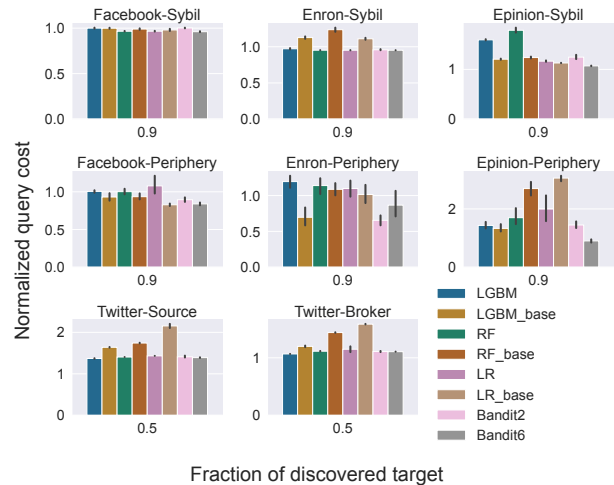 Normalized query cost
Facebook-Sybil
1.0
0.5
0.0
0.9
Enron-Sybil
1.0
0.5
0.0
0.9
Epinion-Sybil
1
0
0.9
Facebook-Periphery
1.0
0.5
0.0
0.9
Enron-Periphery
1.0
0.5
0.0
0.9
Epinion-Periphery
2
0
0.9
Twitter-Source
2
1
0
0.5
Twitter-Broker
1
0
0.5
LGBM
LGBM_base
RF
RF_base
LR
LR_base
Bandit2
Bandit6
Fraction of discovered target